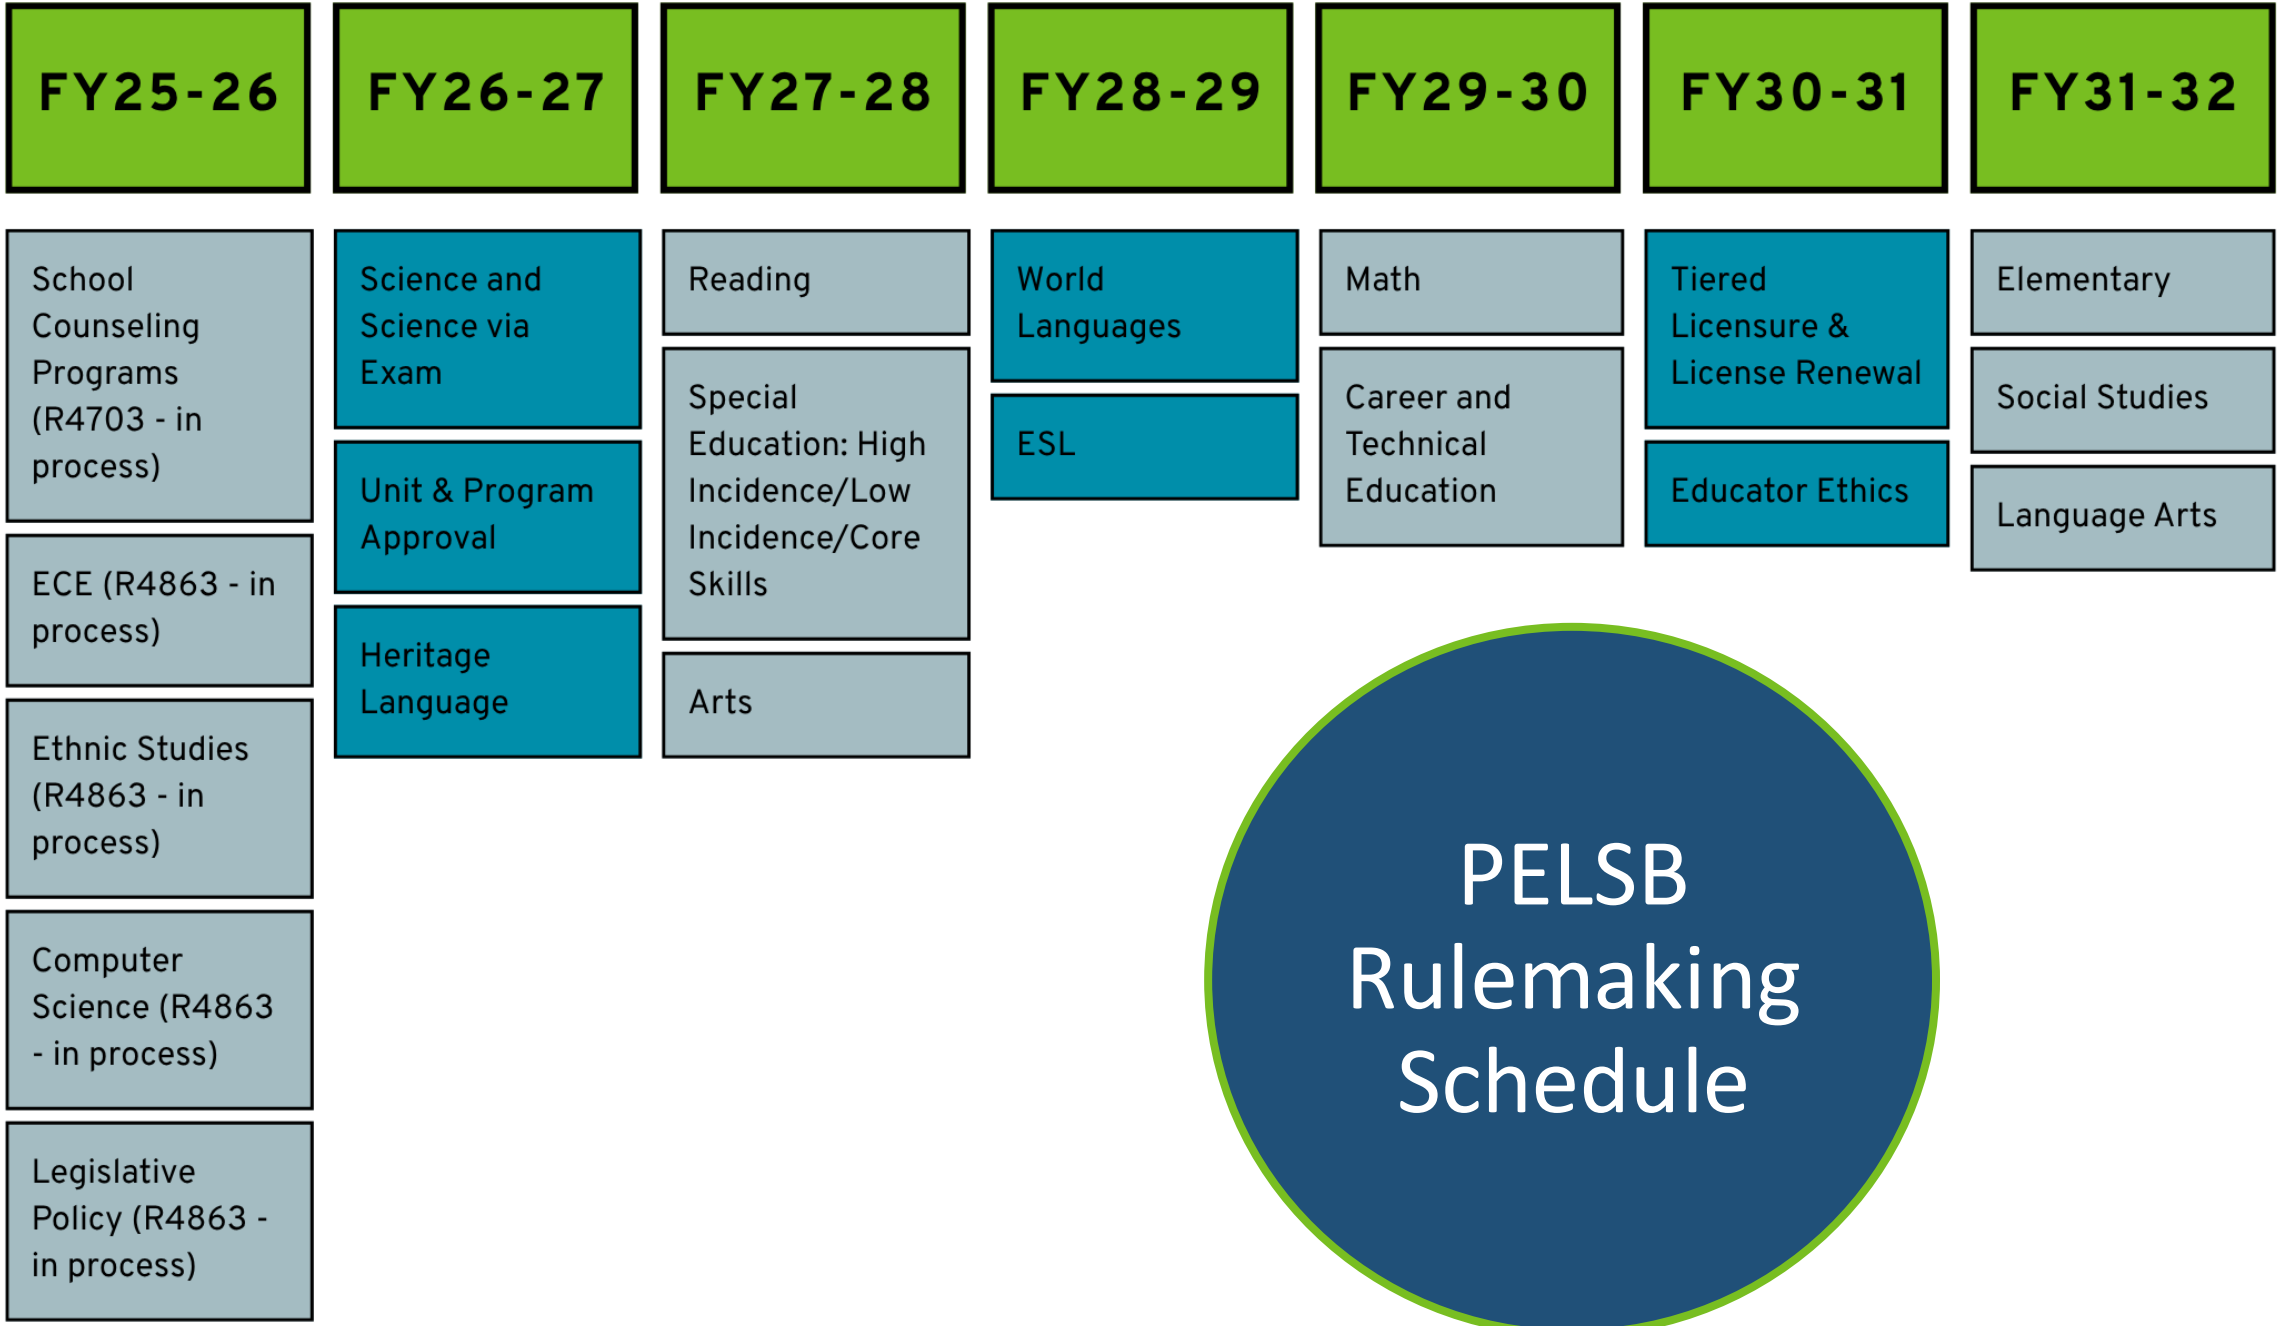 FY25-26
FY26-27
FY27-28
FY28-29
FY29-30
FY30-31
FY31-32
School
Counseling
Programs
(R4703 - in
process)
ECE (R4863 - in
process)
Ethnic Studies
(R4863 - in
process)
Computer
Science (R4863
- in process)
Legislative
Policy (R4863 -
in process)
Science and
Science via
Exam
Unit & Program
Approval
Heritage
Language
Reading
Special
Education: High
Incidence/Low
Incidence/Core
Skills
Arts
World
Languages
ESL
Math
Career and
Technical
Education
Tiered
Licensure &
License Renewal
Educator Ethics
Elementary
Social Studies
Language Arts
PELSB
Rulemaking
Schedule